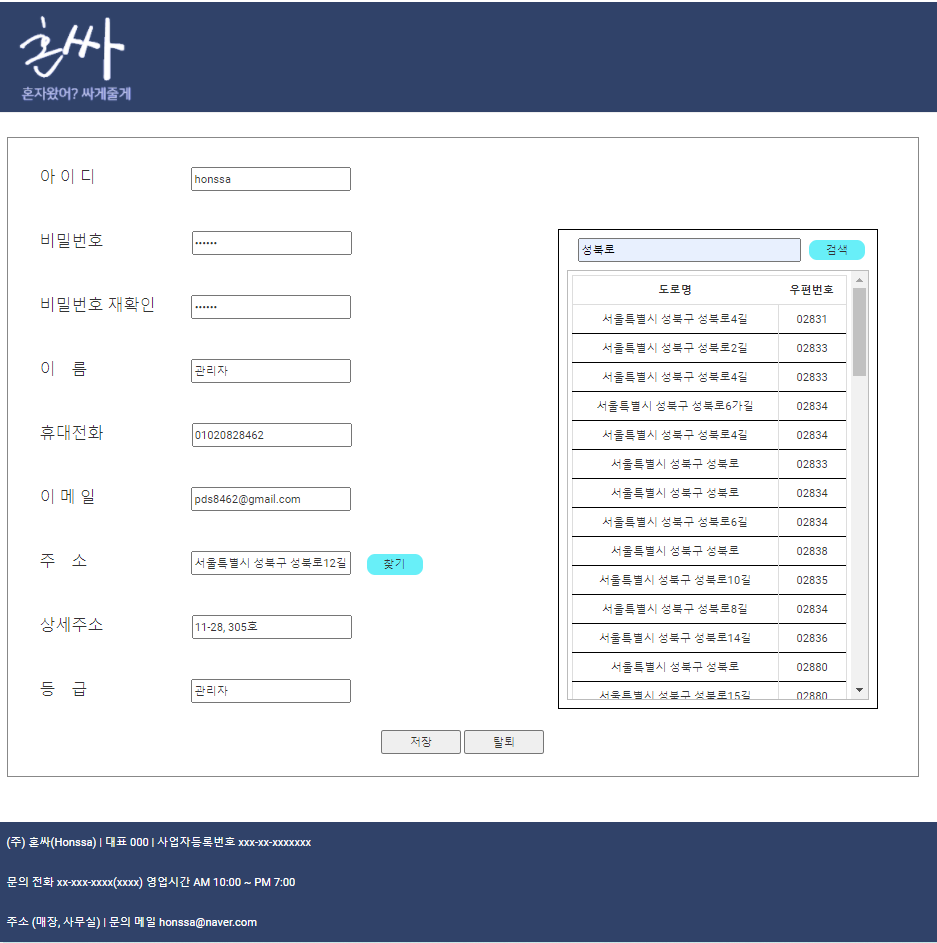 혼싸
혼자왔어? 싸게줄게
아 이 디 honssa
비밀번호 ••••••
비밀번호 재확인 ••••••
이 름 관리자
휴대전화 01020828462
이 메 일 pds8462@gmail.com
주 소 서울특별시 성북구 성북로12길 찾기
상세주소 11-28, 305호
등 급 관리자
성북로 검색
도로명 우편번호
서울특별시 성북구 성북로4길 02831
서울특별시 성북구 성북로2길 02833
서울특별시 성북구 성북로4길 02833
서울특별시 성북구 성북로6가길 02834
서울특별시 성북구 성북로4길 02834
서울특별시 성북구 성북로 02833
서울특별시 성북구 성북로 02834
서울특별시 성북구 성북로6길 02834
서울특별시 성북구 성북로 02838
서울특별시 성북구 성북로10길 02835
서울특별시 성북구 성북로8길 02834
서울특별시 성북구 성북로14길 02836
서울특별시 성북구 성북로 02880
서울특별시 성북구 성북로15길 02880
저장 탈퇴
(주) 혼싸(Honssa) | 대표 000 | 사업자등록번호 xxx-xx-xxxxxxx
문의 전화 xx-xxx-xxxx(xxxx) 영업시간 AM 10:00 ~ PM 7:00
주소 (매장, 사무실) | 문의 메일 honssa@naver.com